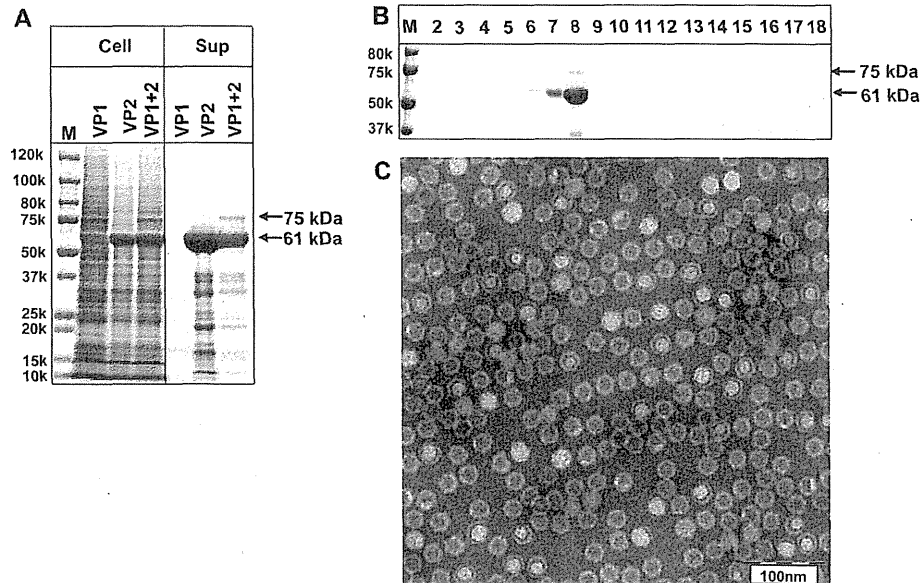 A
Cell Sup
M VP1 VP2 VP1+2 VP1 VP2 VP1+2
120k
100k
80k
75k
50k
37k
25k
20k
15k
10k
75 kDa
61 kDa
B
M 2 3 4 5 6 7 8 9 10 11 12 13 14 15 16 17 18
80k
75k
50k
37k
75 kDa
61 kDa
C
100nm